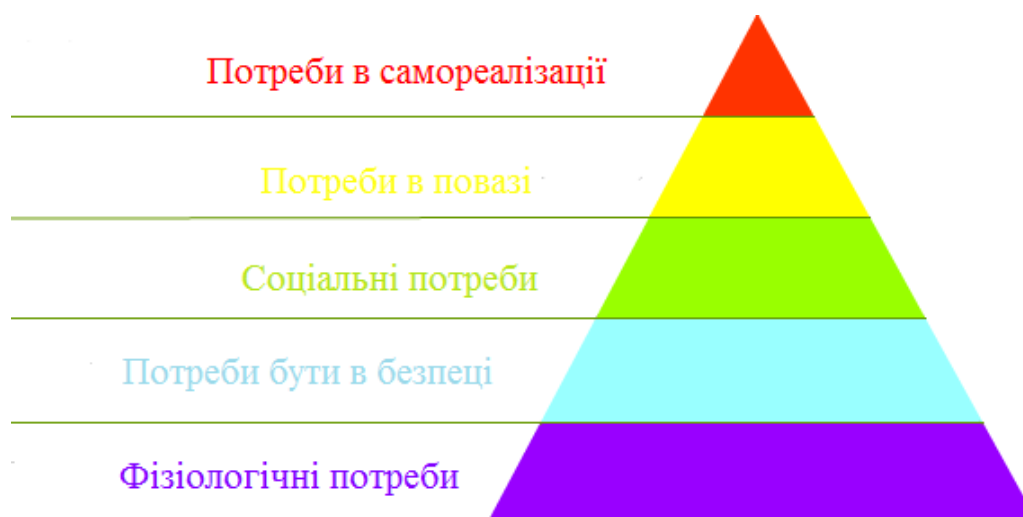 Потреби в самореалізації
Потреби в повазі
Соціальні потреби
Потреби бути в безпеці
Фізіологічні потреби